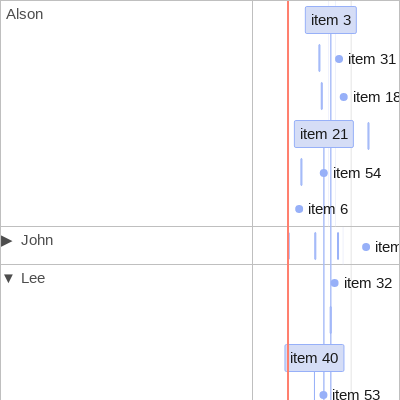 Alson
item 3
item 31
item 18
item 21
item 54
item 6
▶ John
item
▼ Lee
item 32
item 40
item 53